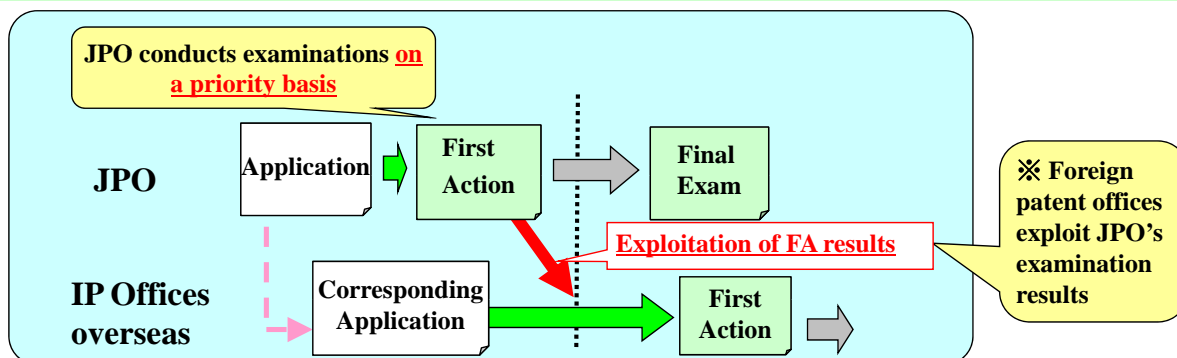 JPO conducts examinations on
a priority basis
JPO
Application
First
Action
Final
Exam
※ Foreign
patent offices
exploit JPO’s
examination
results
Exploitation of FA results
IP Offices
overseas
Corresponding
Application
First
Action